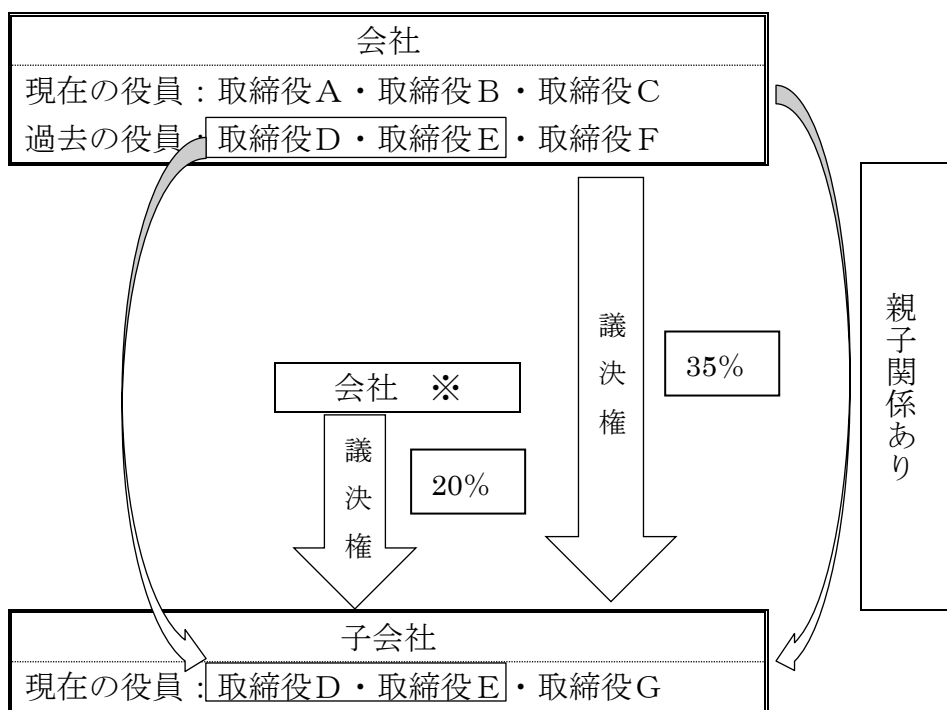 会社
現在の役員：取締役A・取締役B・取締役C
過去の役員：取締役D・取締役E・取締役F
親子関係あり
議決権
35%
会社　※
議決権
20%
子会社
現在の役員：取締役D・取締役E・取締役G